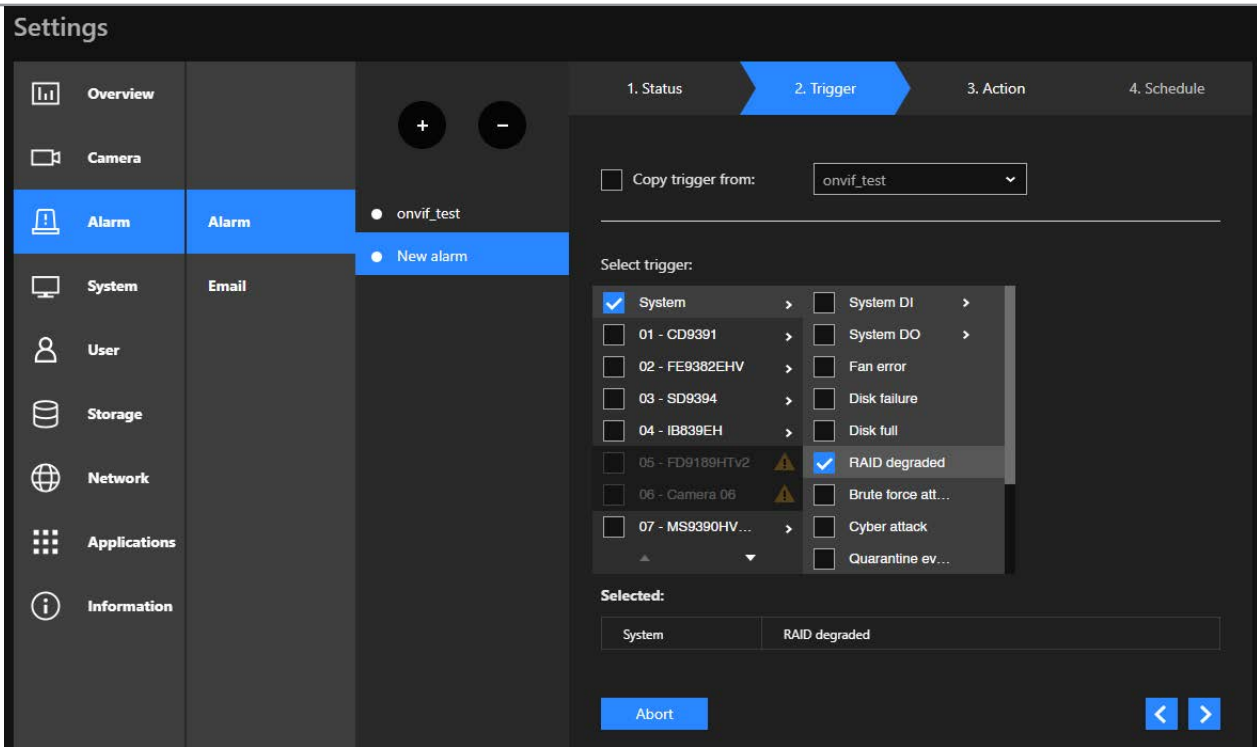 Settings
Overview
Camera
Alarm
System
User
Storage
Network
Applications
Information
Alarm
Email
+ -
onvif_test
New alarm
1. Status 2. Trigger 3. Action 4. Schedule
Copy trigger from: onvif_test
Select trigger:
System System DI
01 - CD9391 System DO
02 - FE9382EHV Fan error
03 - SD9394 Disk failure
04 - IB839EH Disk full
05 - FD9189HTv2 RAID degraded
06 - Camera 06 Brute force att...
07 - MS9390HV... Cyber attack
Quarantine ev...
Selected:
System RAID degraded
Abort < >